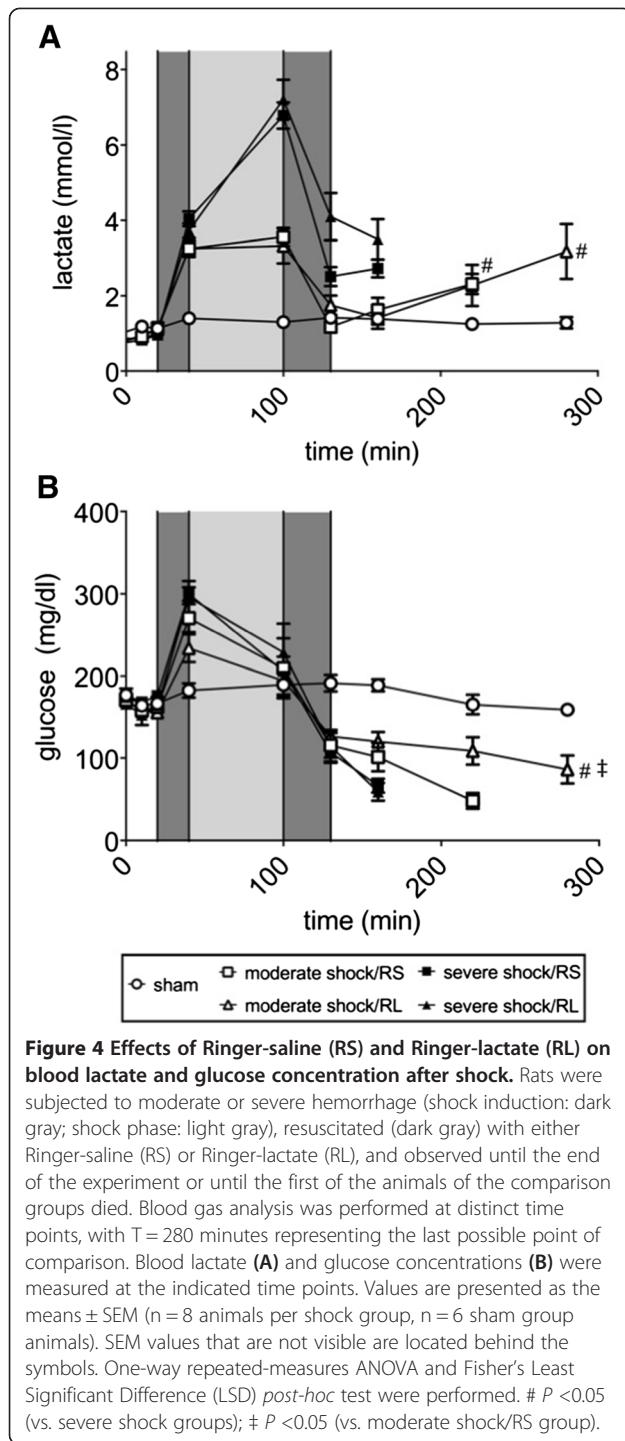 A
8
6
4
2
0
lactate (mmol/l)
#
#
0
100
200
300
time (min)
B
400
300
200
100
0
glucose (mg/dl)
# ‡
0
100
200
300
time (min)
sham
moderate shock/RS
severe shock/RS
moderate shock/RL
severe shock/RL
Figure 4 Effects of Ringer-saline (RS) and Ringer-lactate (RL) on
blood lactate and glucose concentration after shock. Rats were
subjected to moderate or severe hemorrhage (shock induction: dark
gray; shock phase: light gray), resuscitated (dark gray) with either
Ringer-saline (RS) or Ringer-lactate (RL), and observed until the end
of the experiment or until the first of the animals of the comparison
groups died. Blood gas analysis was performed at distinct time
points, with T = 280 minutes representing the last possible point of
comparison. Blood lactate (A) and glucose concentrations (B) were
measured at the indicated time points. Values are presented as the
means ± SEM (n = 8 animals per shock group, n = 6 sham group
animals). SEM values that are not visible are located behind the
symbols. One-way repeated-measures ANOVA and Fisher's Least
Significant Difference (LSD) post-hoc test were performed. # P <0.05
(vs. severe shock groups); ‡ P <0.05 (vs. moderate shock/RS group).